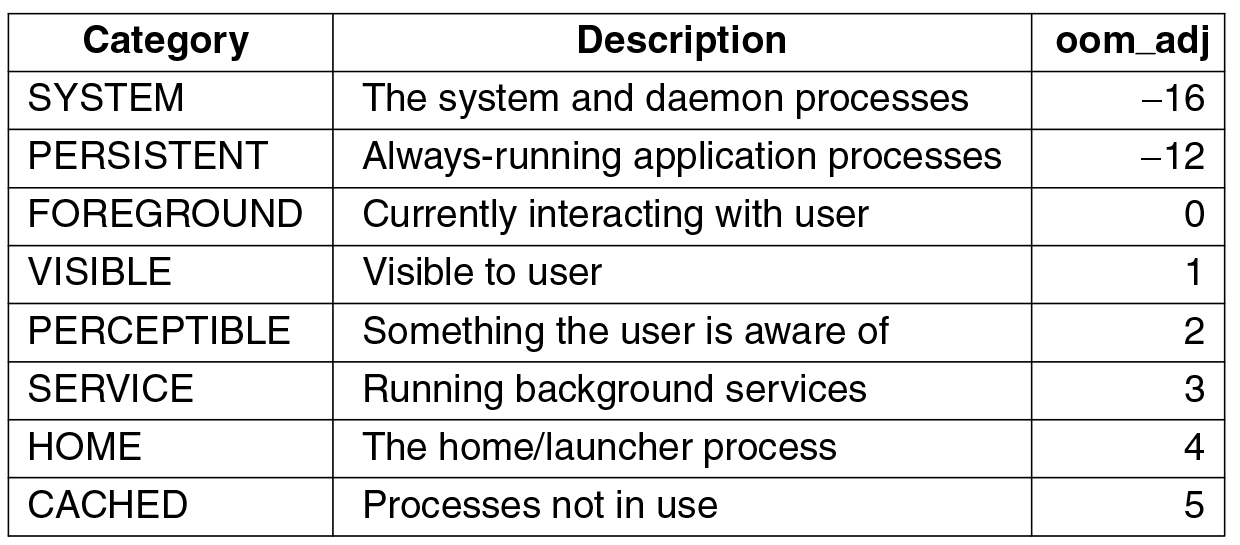 Category Description oom_adj
SYSTEM The system and daemon processes −16
PERSISTENT Always-running application processes −12
FOREGROUND Currently interacting with user 0
VISIBLE Visible to user 1
PERCEPTIBLE Something the user is aware of 2
SERVICE Running background services 3
HOME The home/launcher process 4
CACHED Processes not in use 5